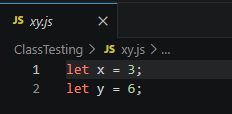 JS xy.js ×
ClassTesting > JS xy.js > ...
1 let x = 3;
2 let y = 6;